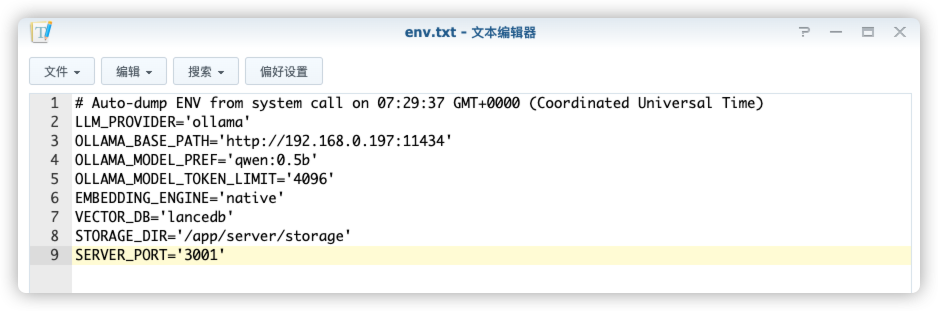 env.txt - 文本编辑器
文件 编辑 搜索 偏好设置
1 # Auto-dump ENV from system call on 07:29:37 GMT+0000 (Coordinated Universal Time)
2 LLM_PROVIDER='ollama'
3 OLLAMA_BASE_PATH='http://192.168.0.197:11434'
4 OLLAMA_MODEL_PREF='qwen:0.5b'
5 OLLAMA_MODEL_TOKEN_LIMIT='4096'
6 EMBEDDING_ENGINE='native'
7 VECTOR_DB='lancedb'
8 STORAGE_DIR='/app/server/storage'
9 SERVER_PORT='3001'